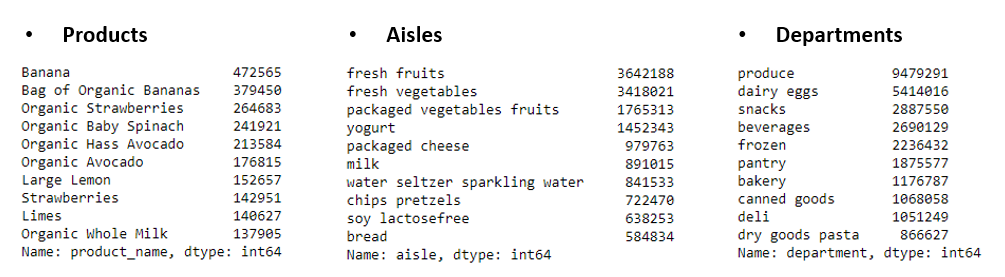 • Products
Banana 472565
Bag of Organic Bananas 379450
Organic Strawberries 264683
Organic Baby Spinach 241921
Organic Hass Avocado 213584
Organic Avocado 176815
Large Lemon 152657
Strawberries 142951
Limes 140627
Organic Whole Milk 137905
Name: product_name, dtype: int64
• Aisles
fresh fruits 3642188
fresh vegetables 3418021
packaged vegetables fruits 1765313
yogurt 1452343
packaged cheese 979763
milk 891015
water seltzer sparkling water 841533
chips pretzels 722470
soy lactosefree 638253
bread 584834
Name: aisle, dtype: int64
• Departments
produce 9479291
dairy eggs 5414016
snacks 2887550
beverages 2690129
frozen 2236432
pantry 1875577
bakery 1176787
canned goods 1068058
deli 1051249
dry goods pasta 866627
Name: department, dtype: int64